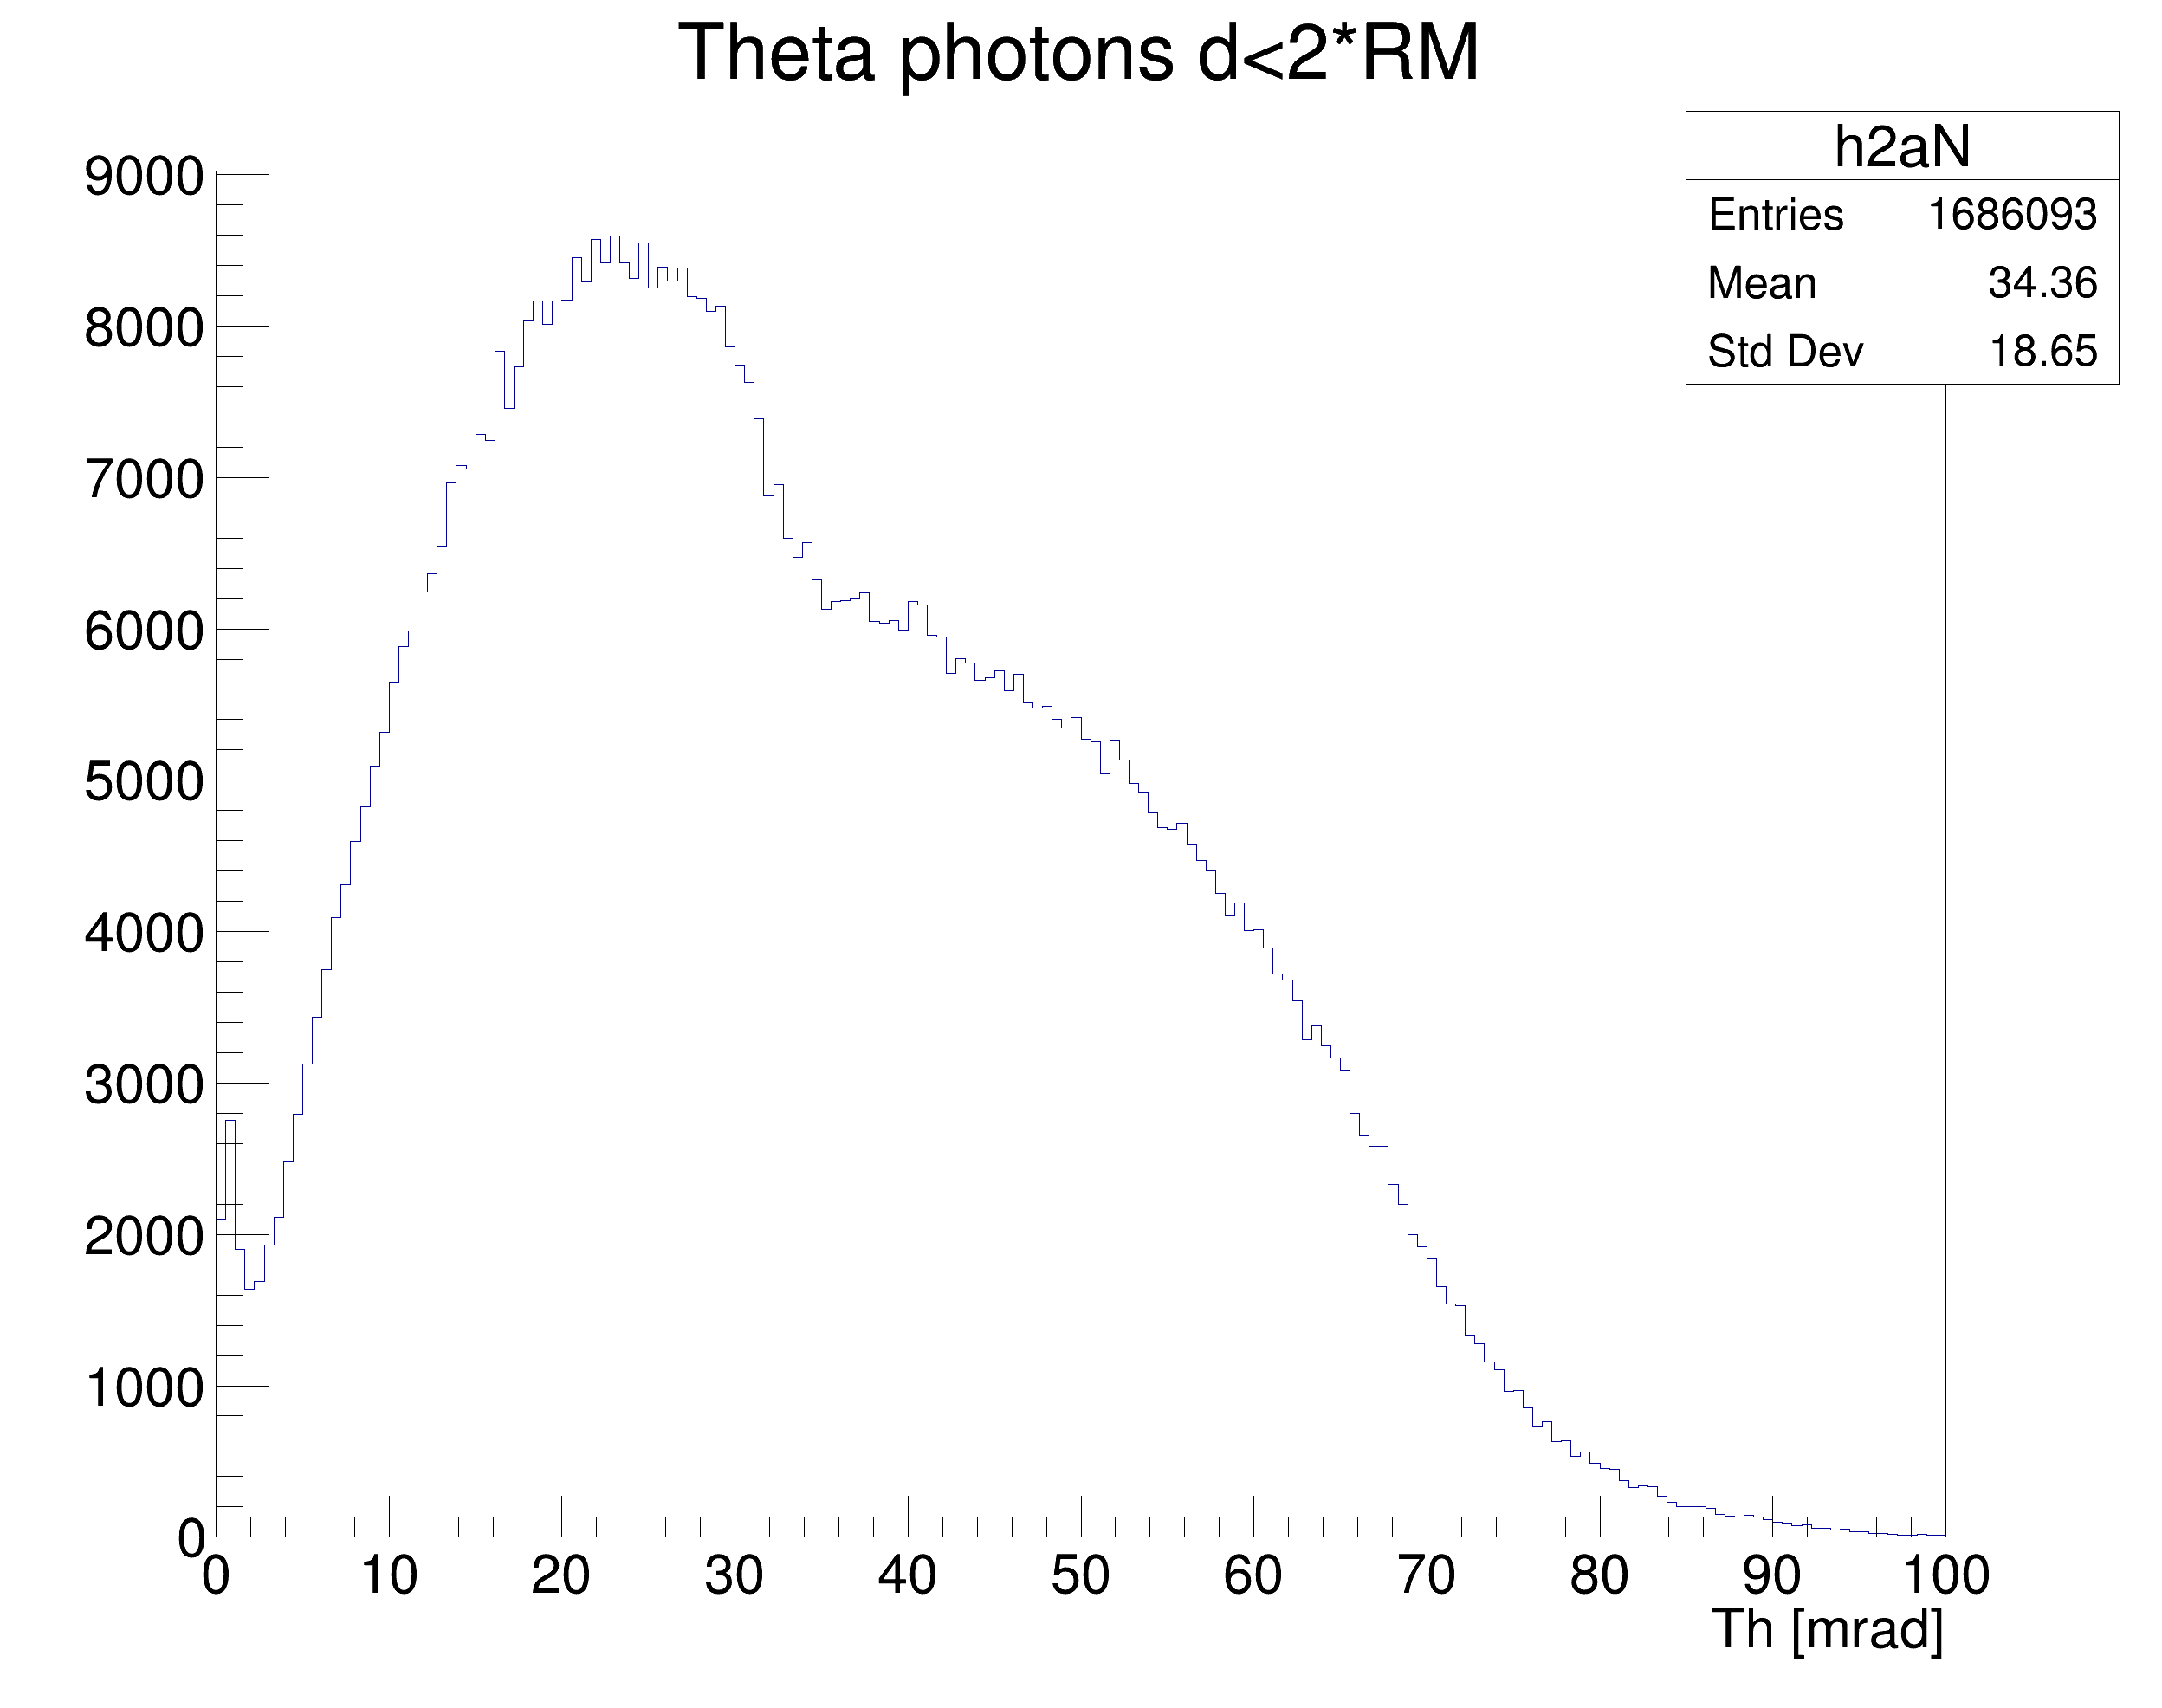 Theta photons d<2*RM
h2aN
Entries 1686093
Mean 34.36
Std Dev 18.65
9000
8000
7000
6000
5000
4000
3000
2000
1000
0
0 10 20 30 40 50 60 70 80 90 100
Th [mrad]